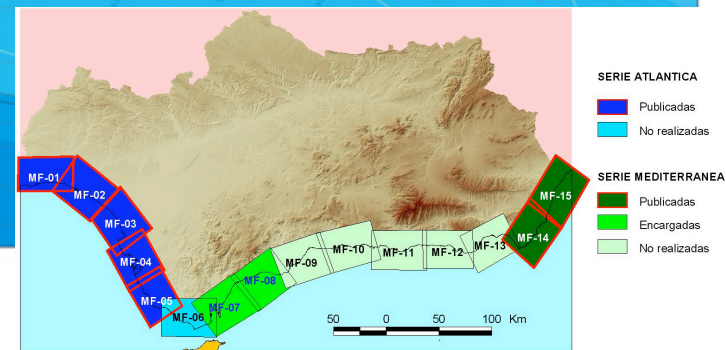 MF-01
MF-02
MF-03
MF-04
MF-05
MF-06
MF-07
MF-08
MF-09
MF-10
MF-11
MF-12
MF-13
MF-14
MF-15
50 0 50 100 Km
SERIE ATLANTICA
Publicadas
No realizadas
SERIE MEDITERRANEA
Publicadas
Encargadas
No realizadas